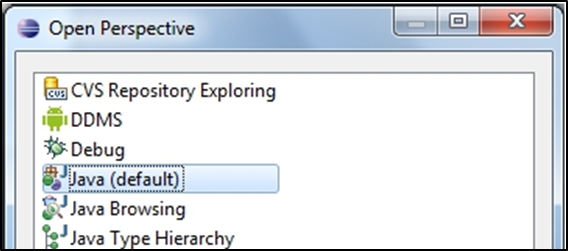 Open Perspective
CVS Repository Exploring
DDMS
Debug
Java (default)
Java Browsing
Java Type Hierarchy